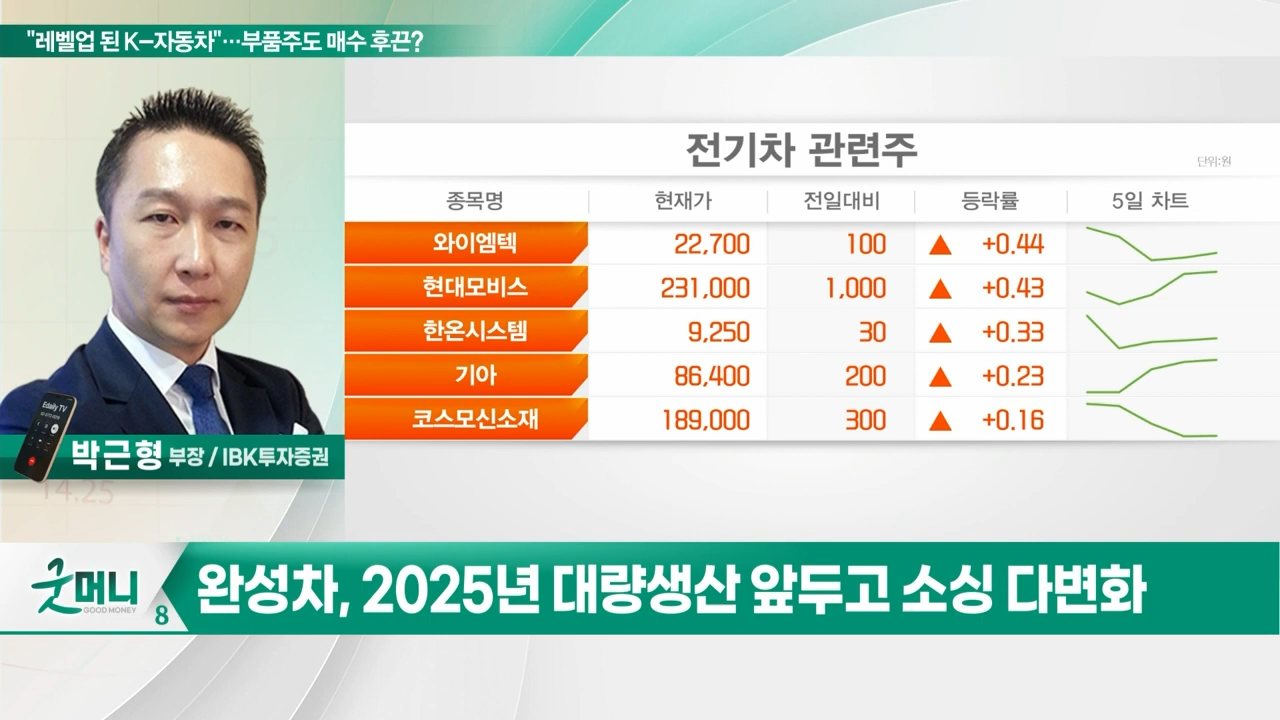 "레벨업 된 K-자동차"…부품주도 매수 후끈?
전기차 관련주
단위:원
종목명 현재가 전일대비 등락률 5일 차트
와이엠텍 22,700 100 ▲ +0.44
현대모비스 231,000 1,000 ▲ +0.43
한온시스템 9,250 30 ▲ +0.33
기아 86,400 200 ▲ +0.23
코스모신소재 189,000 300 ▲ +0.16
Edaily TV
박근형 부장 / IBK투자증권
14.25
굿머니
GOOD MONEY
8
완성차, 2025년 대량생산 앞두고 소싱 다변화